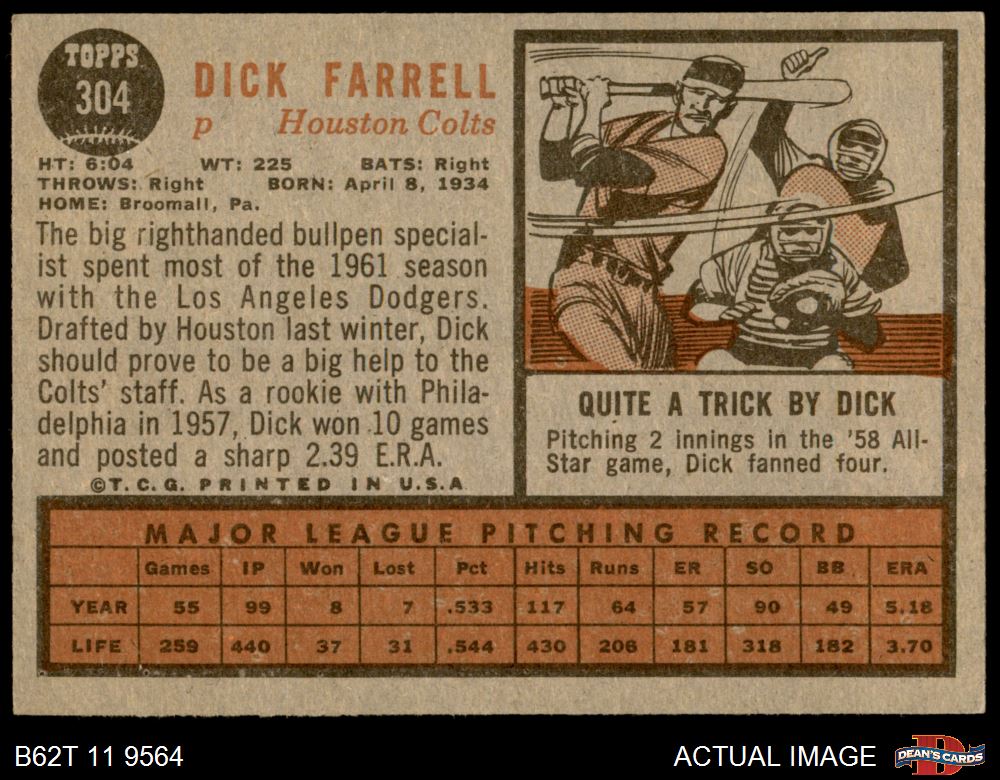 TOPPS
304
DICK FARRELL
p Houston Colts
HT: 6:04 WT: 225 BATS: Right
THROWS: Right BORN: April 8, 1934
HOME: Broomall, Pa.
The big righthanded bullpen special-
ist spent most of the 1961 season
with the Los Angeles Dodgers.
Drafted by Houston last winter, Dick
should prove to be a big help to the
Colts' staff. As a rookie with Phila-
delphia in 1957, Dick won 10 games
and posted a sharp 2.39 E.R.A.
©T.C.G. PRINTED IN U.S.A
QUITE A TRICK BY DICK
Pitching 2 innings in the '58 All-
Star game, Dick fanned four.
MAJOR LEAGUE PITCHING RECORD
Games IP Won Lost Pct Hits Runs ER SO BB ERA
YEAR 55 99 8 7 .533 117 64 57 90 49 5.18
LIFE 259 440 37 31 .544 430 206 181 318 182 3.70
B62T 11 9564
ACTUAL IMAGE
DEAN'S CARDS